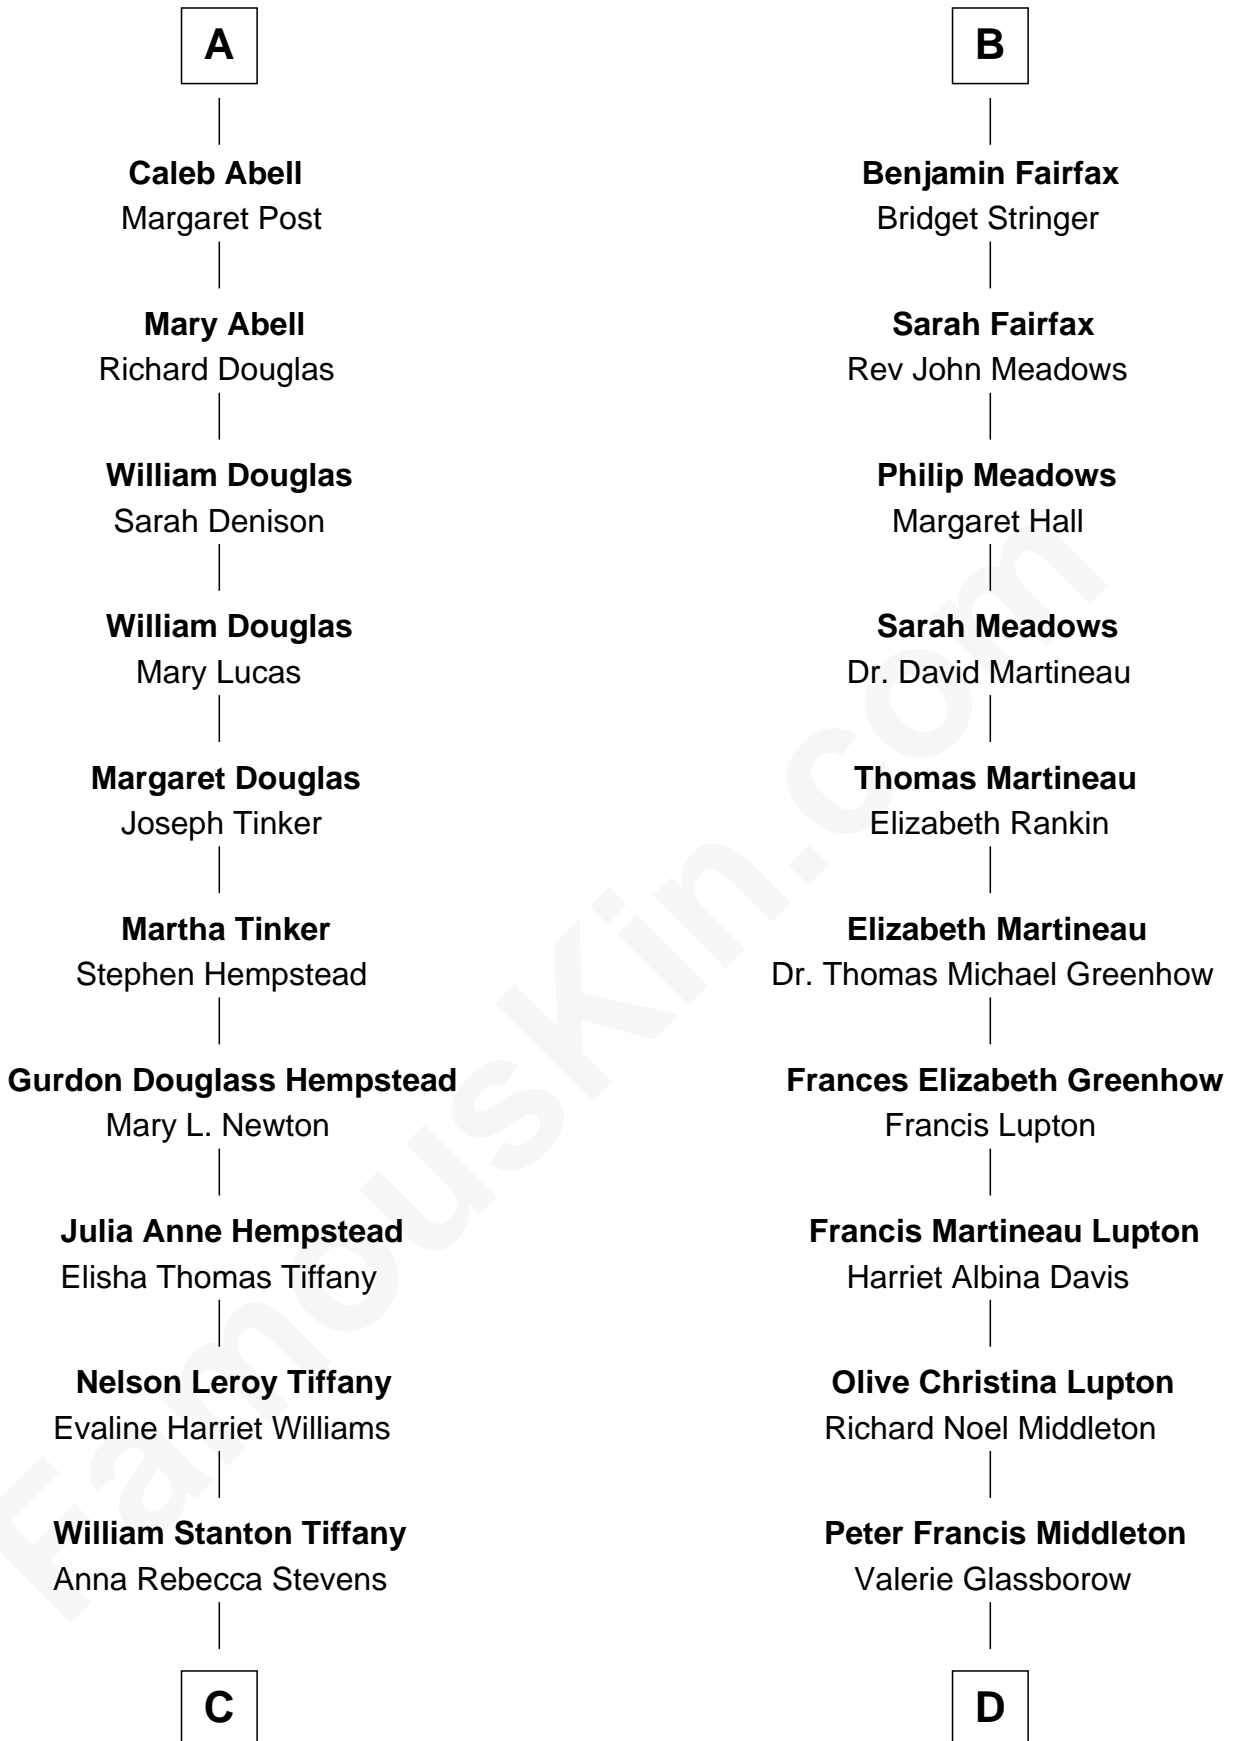 A
Caleb Abell
Margaret Post
Mary Abell
Richard Douglas
William Douglas
Sarah Denison
William Douglas
Mary Lucas
Margaret Douglas
Joseph Tinker
Martha Tinker
Stephen Hempstead
Gurdon Douglass Hempstead
Mary L. Newton
Julia Anne Hempstead
Elisha Thomas Tiffany
Nelson Leroy Tiffany
Evaline Harriet Williams
William Stanton Tiffany
Anna Rebecca Stevens
C
B
Benjamin Fairfax
Bridget Stringer
Sarah Fairfax
Rev John Meadows
Philip Meadows
Margaret Hall
Sarah Meadows
Dr. David Martineau
Thomas Martineau
Elizabeth Rankin
Elizabeth Martineau
Dr. Thomas Michael Greenhow
Frances Elizabeth Greenhow
Francis Lupton
Francis Martineau Lupton
Harriet Albina Davis
Olive Christina Lupton
Richard Noel Middleton
Peter Francis Middleton
Valerie Glassborow
D
FamousKin.com